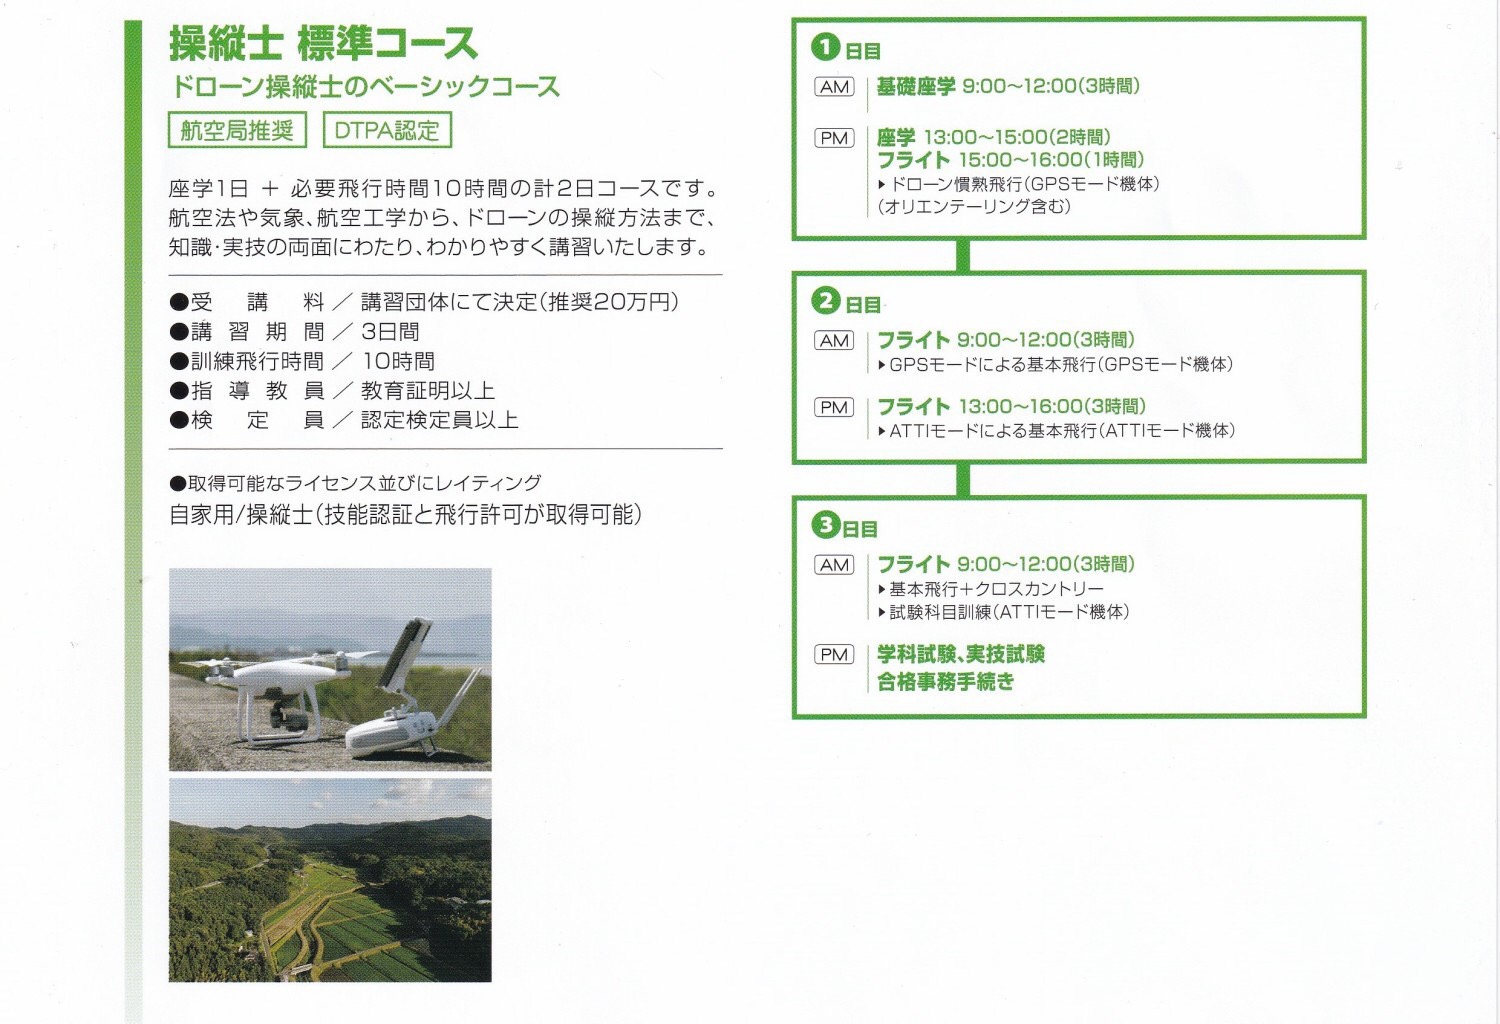 操縦士 標準コース
ドローン操縦士のベーシックコース
航空局推奨 DTPA認定
座学1日 ＋ 必要飛行時間10時間の計2日コースです。
航空法や気象、航空工学から、ドローンの操縦方法まで、
知識・実技の両面にわたり、わかりやすく講習いたします。
●受 講 料 ／ 講習団体にて決定（推奨20万円）
●講 習 期 間 ／ 3日間
●訓練飛行時間 ／ 10時間
●指 導 教 員 ／ 教育証明以上
●検 定 員 ／ 認定検定員以上
●取得可能なライセンス並びにレイティング
自家用/操縦士（技能認証と飛行許可が取得可能）
1日目
AM 基礎座学 9:00～12:00（3時間）
PM 座学 13:00～15:00（2時間）
フライト 15:00～16:00（1時間）
▶ドローン慣熟飛行（GPSモード機体）
（オリエンテーリング含む）
2日目
AM フライト 9:00～12:00（3時間）
▶GPSモードによる基本飛行（GPSモード機体）
PM フライト 13:00～16:00（3時間）
▶ATTIモードによる基本飛行（ATTIモード機体）
3日目
AM フライト 9:00～12:00（3時間）
▶基本飛行＋クロスカントリー
▶試験科目訓練（ATTIモード機体）
PM 学科試験、実技試験
合格事務手続き